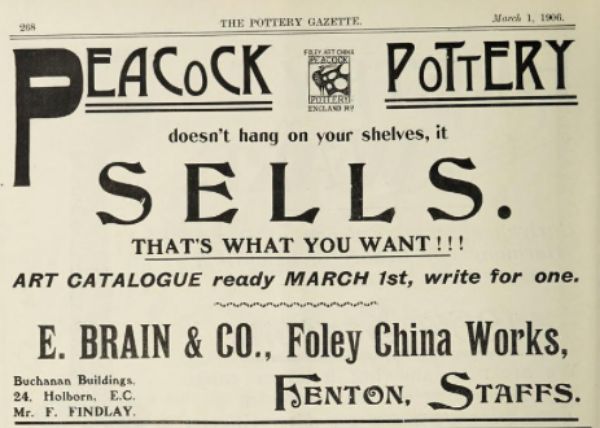 268 THE POTTERY GAZETTE. March 1, 1906.
PEACOCK POTTERY
FOLEY ART CHINA
PEACOCK
POTTERY
ENGLAND Rd
doesn't hang on your shelves, it
SELLS.
THAT'S WHAT YOU WANT!!!
ART CATALOGUE ready MARCH 1st, write for one.
E. BRAIN & CO., Foley China Works,
Buchanan Buildings,
24, Holborn, E.C.
Mr. F. FINDLAY.
FENTON, STAFFS.